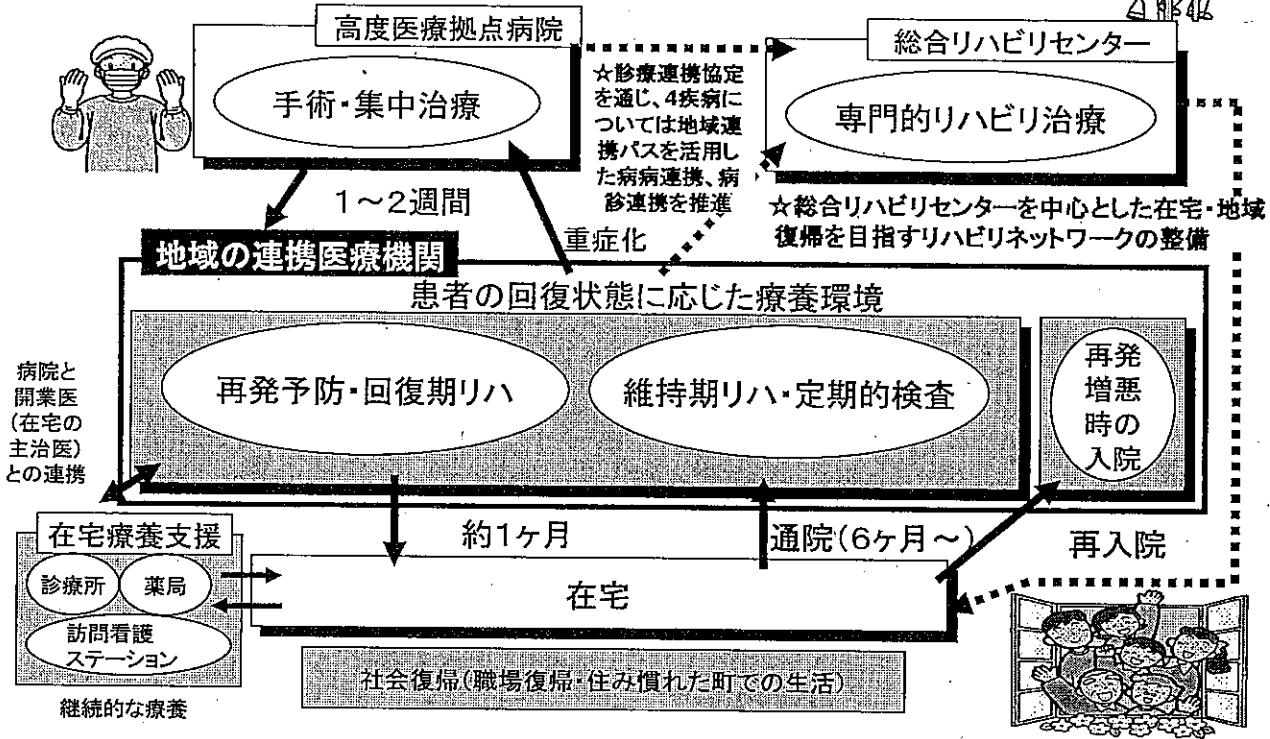 高度医療拠点病院
手術・集中治療
総合リハビリセンター
専門的リハビリ治療
☆診療連携協定
を通じ、4疾病に
ついては地域連
携パスを活用し
た病病連携、病
診連携を推進
1～2週間
重症化
☆総合リハビリセンターを中心とした在宅・地域
復帰を目指すリハビリネットワークの整備
地域の連携医療機関
患者の回復状態に応じた療養環境
再発予防・回復期リハ
維持期リハ・定期的検査
再発
増悪
時の
入院
病院と
開業医
(在宅の
主治医)
との連携
約1ヶ月
通院(6ヶ月～)
再入院
在宅療養支援
診療所
薬局
訪問看護
ステーション
継続的な療養
在宅
社会復帰(職場復帰・住み慣れた町での生活)